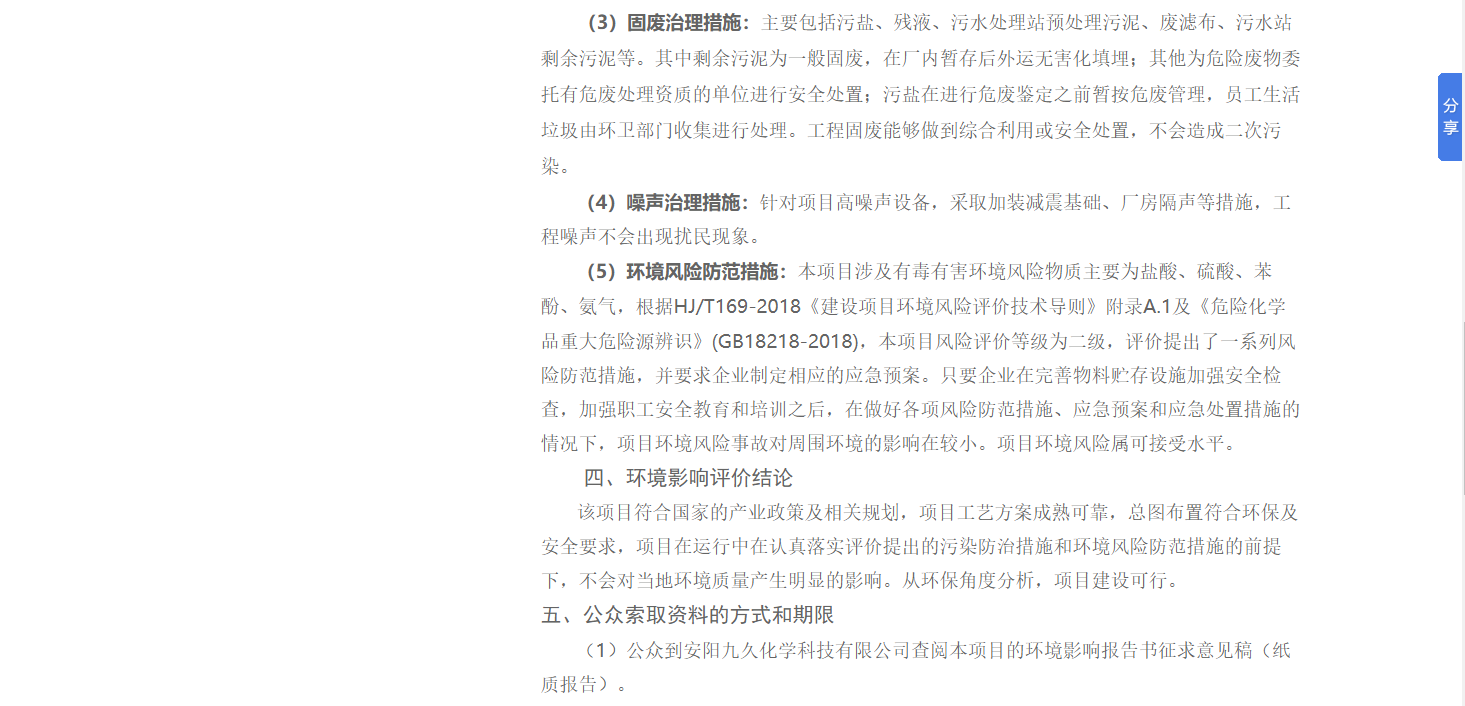 （3）固废治理措施：主要包括污盐、残液、污水处理站预处理污泥、废滤布、污水站
剩余污泥等。其中剩余污泥为一般固废，在厂内暂存后外运无害化填埋；其他为危险废物委
托有危废处理资质的单位进行安全处置；污盐在进行危废鉴定之前暂按危废管理，员工生活
垃圾由环卫部门收集进行处理。工程固废能够做到综合利用或安全处置，不会造成二次污
染。
（4）噪声治理措施：针对项目高噪声设备，采取加装减震基础、厂房隔声等措施，工
程噪声不会出现扰民现象。
（5）环境风险防范措施：本项目涉及有毒有害环境风险物质主要为盐酸、硫酸、苯
酚、氨气，根据HJ/T169-2018《建设项目环境风险评价技术导则》附录A.1及《危险化学
品重大危险源辨识》(GB18218-2018)，本项目风险评价等级为二级，评价提出了一系列风
险防范措施，并要求企业制定相应的应急预案。只要企业在完善物料贮存设施加强安全检
查，加强职工安全教育和培训之后，在做好各项风险防范措施、应急预案和应急处置措施的
情况下，项目环境风险事故对周围环境的影响在较小。项目环境风险属可接受水平。
四、环境影响评价结论
该项目符合国家的产业政策及相关规划，项目工艺方案成熟可靠，总图布置符合环保及
安全要求，项目在运行中在认真落实评价提出的污染防治措施和环境风险防范措施的前提
下，不会对当地环境质量产生明显的影响。从环保角度分析，项目建设可行。
五、公众索取资料的方式和期限
（1）公众到安阳九久化学科技有限公司查阅本项目的环境影响报告书征求意见稿（纸
质报告）。
分
享